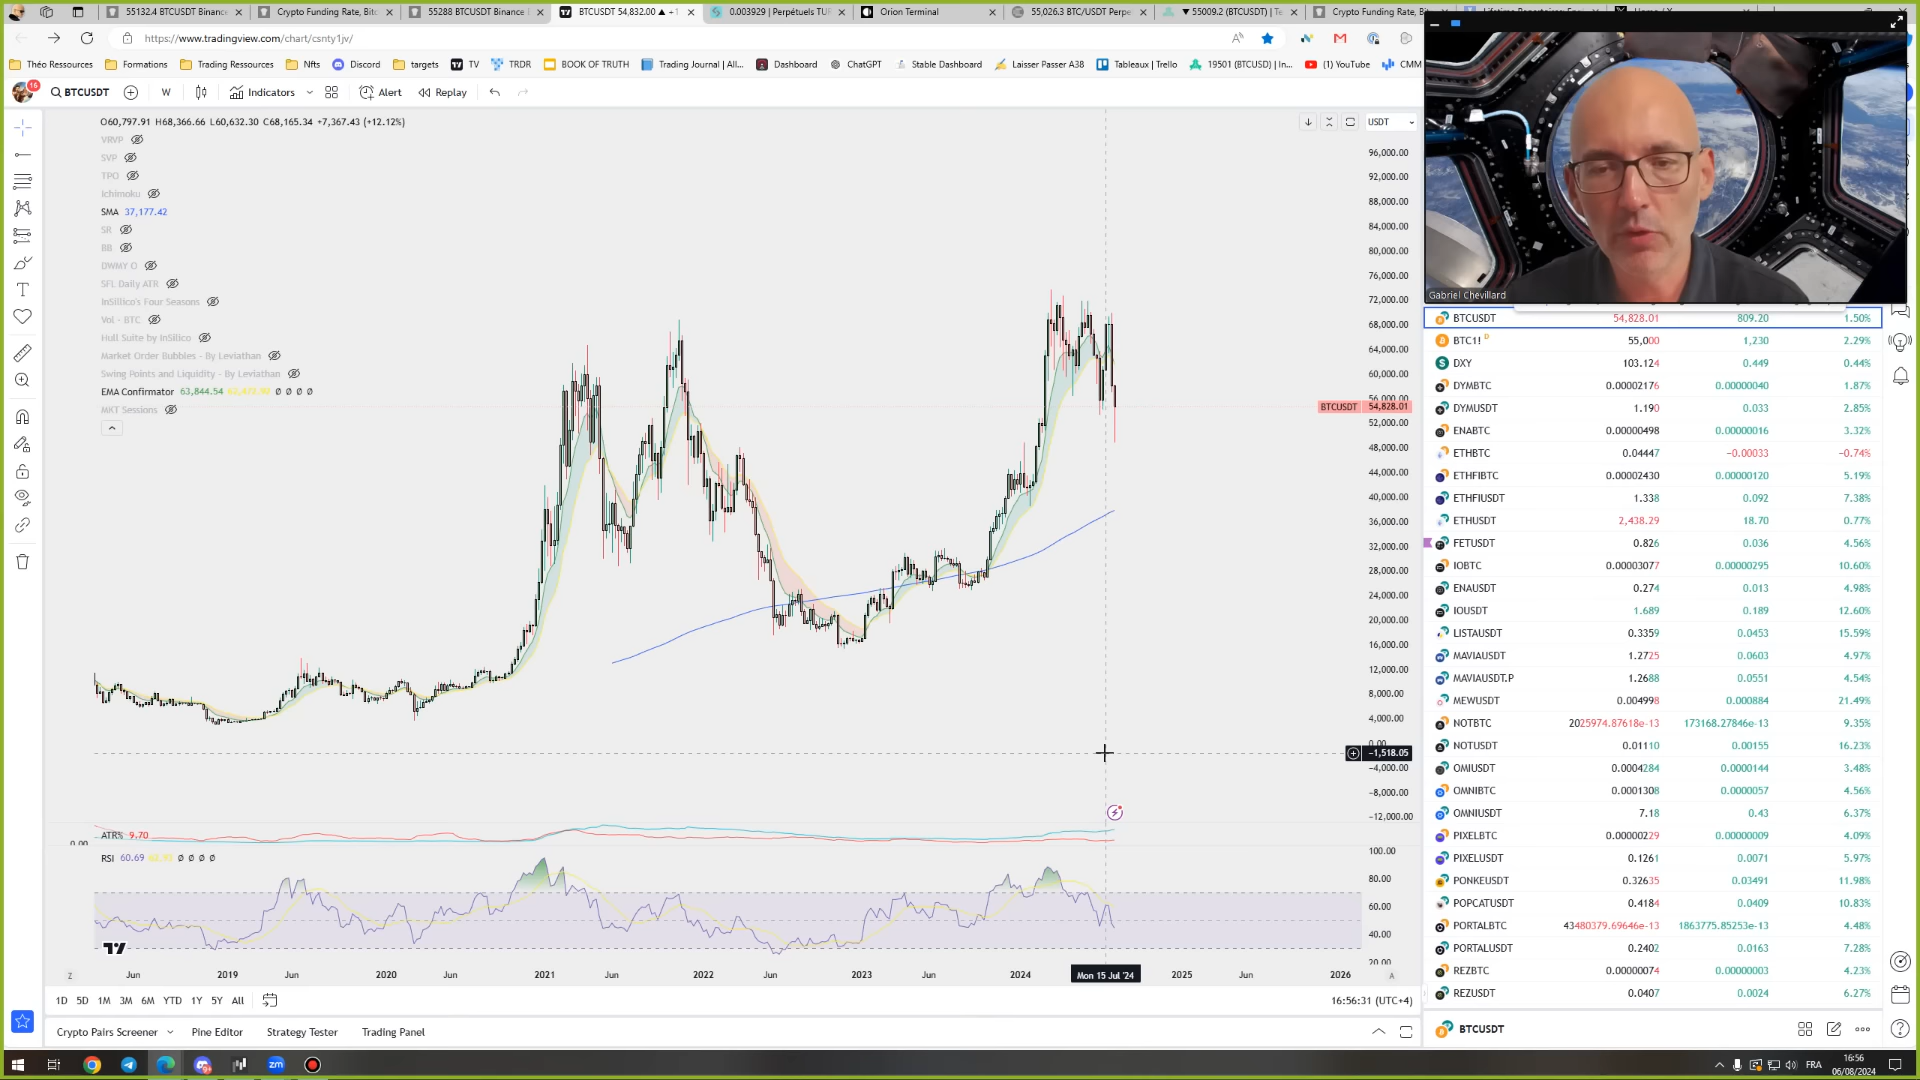 55132.4 BTCUSDT Binance
Crypto Funding Rate, Bitc
55288 BTCUSDT Binance
BTCUSDT 54,832.00 ▲ +1
0.003929 | Perpétuels TUR
Orion Terminal
55,026.3 BTC/USDT Perpe
▼ 55009.2 (BTCUSDT) | Te
Crypto Funding Rate, Bit
https://www.tradingview.com/chart/csnty1jv/
Théo Ressources
Formations
Trading Ressources
Nfts
Discord
targets
TV
TRDR
BOOK OF TRUTH
Trading Journal | All...
Dashboard
ChatGPT
Stable Dashboard
Laisser Passer A38
Tableaux | Trello
19501 (BTCUSD) | In...
(1) YouTube
CMM
16
BTCUSDT
W
Indicators
Alert
Replay
O60,797.91 H68,366.66 L60,632.30 C68,165.34 +7,367.43 (+12.12%)
USDT
VRVP
SVP
TPO
Ichimoku
SMA 37,177.42
SR
BB
DWMY O
SFL Daily ATR
InSilico's Four Seasons
Vol - BTC
Hull Suite by InSilico
Market Order Bubbles - By Leviathan
Swing Points and Liquidity - By Leviathan
EMA Confirmator 63,844.54 Ø Ø Ø Ø
MKT Sessions
96,000.00
92,000.00
88,000.00
84,000.00
80,000.00
76,000.00
72,000.00
68,000.00
64,000.00
60,000.00
56,000.00
BTCUSDT 54,828.01
52,000.00
48,000.00
44,000.00
40,000.00
36,000.00
32,000.00
28,000.00
24,000.00
20,000.00
16,000.00
12,000.00
8,000.00
4,000.00
0.00
−1,518.05
−4,000.00
−8,000.00
−12,000.00
ATR% 9.70
0.00
RSI 60.69 Ø Ø Ø Ø
100.00
80.00
60.00
40.00
20.00
Z
Jun
2019
Jun
2020
Jun
2021
Jun
2022
Jun
2023
Jun
2024
Mon 15 Jul '24
2025
Jun
2026
A
1D 5D 1M 3M 6M YTD 1Y 5Y All
16:56:31 (UTC+4)
Crypto Pairs Screener
Pine Editor
Strategy Tester
Trading Panel
Gabriel Chevillard
BTCUSDT 54,828.01 809.20 1.50%
BTC1! D 55,000 1,230 2.29%
DXY 103.124 0.449 0.44%
DYMBTC 0.00002176 0.00000040 1.87%
DYMUSDT 1.190 0.033 2.85%
ENABTC 0.00000498 0.00000016 3.32%
ETHBTC 0.04447 −0.00033 −0.74%
ETHFIBTC 0.00002430 0.00000120 5.19%
ETHFIUSDT 1.338 0.092 7.38%
ETHUSDT 2,438.29 18.70 0.77%
FETUSDT 0.826 0.036 4.56%
IOBTC 0.00003077 0.00000295 10.60%
ENAUSDT 0.274 0.013 4.98%
IOUSDT 1.689 0.189 12.60%
LISTAUSDT 0.3359 0.0453 15.59%
MAVIAUSDT 1.2725 0.0603 4.97%
MAVIAUSDT.P 1.2688 0.0551 4.54%
MEWUSDT 0.004998 0.000884 21.49%
NOTBTC 2025974.87618e-13 173168.27846e-13 9.35%
NOTUSDT 0.01110 0.00155 16.23%
OMIUSDT 0.0004284 0.0000144 3.48%
OMNIBTC 0.0001308 0.0000057 4.56%
OMNIUSDT 7.18 0.43 6.37%
PIXELBTC 0.00000229 0.00000009 4.09%
PIXELUSDT 0.1261 0.0071 5.97%
PONKEUSDT 0.32635 0.03491 11.98%
POPCATUSDT 0.4184 0.0409 10.83%
PORTALBTC 43480379.69646e-13 1863775.85253e-13 4.48%
PORTALUSDT 0.2402 0.0163 7.28%
REZBTC 0.00000074 0.00000003 4.23%
REZUSDT 0.0407 0.0024 6.27%
BTCUSDT
zm
FRA
16:56
06/08/2024